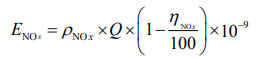 E_NOx = ρ_NOx × Q × (1 − η_NOx / 100) × 10⁻⁹